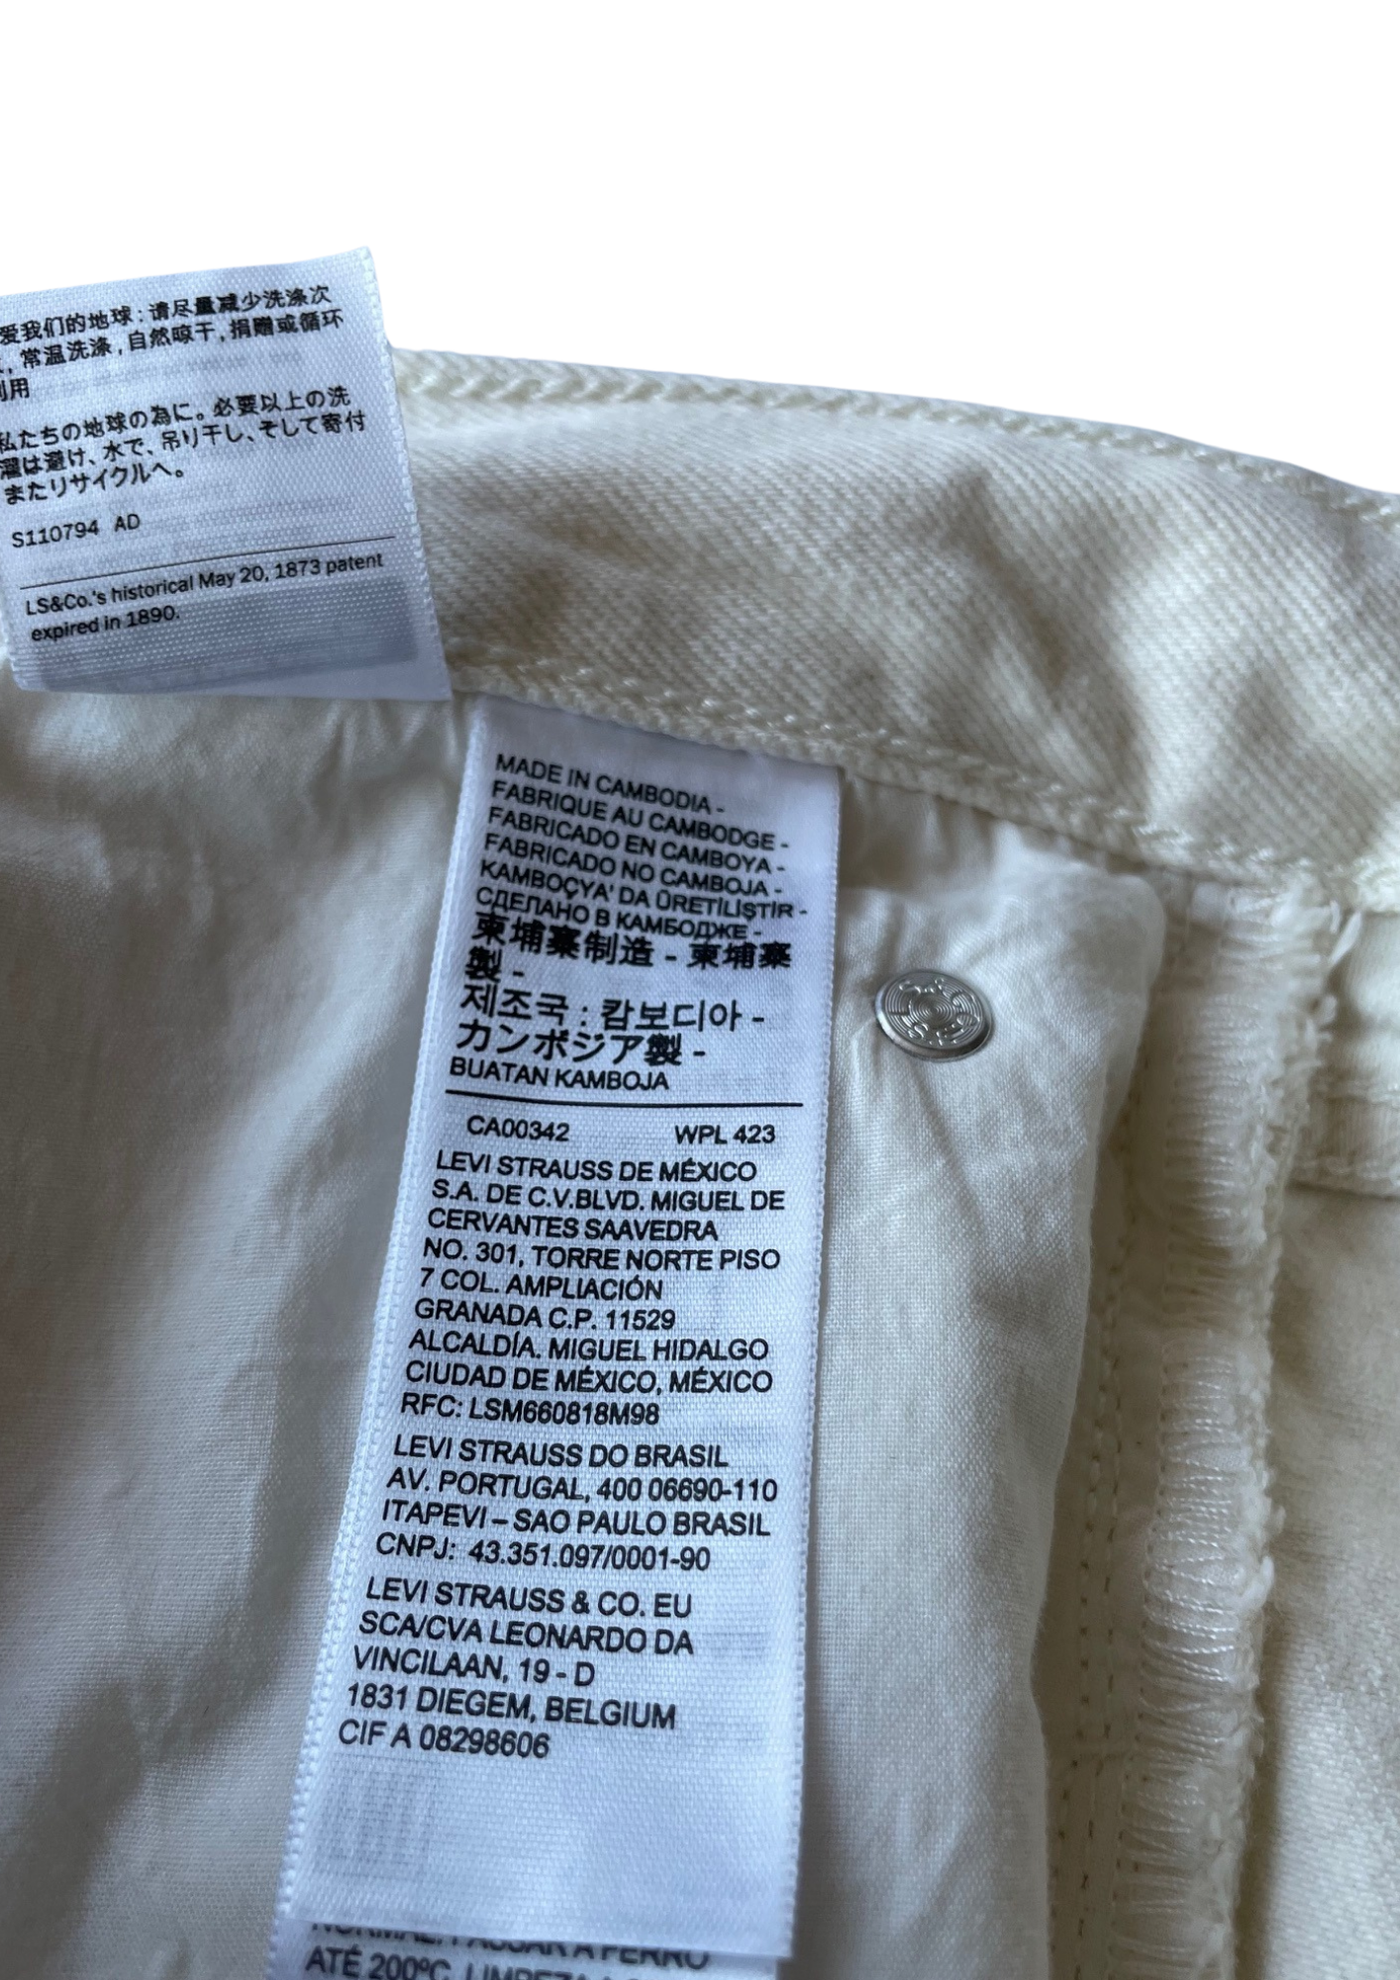 爱我们的地球：请尽量减少洗涤次
，常温洗涤，自然晾干，捐赠或循环
利用
私たちの地球の為に。必要以上の洗
濯は避け、水で、吊り干し、そして寄付
またリサイクルへ。
S110794 AD
LS&Co.'s historical May 20, 1873 patent
expired in 1890.
MADE IN CAMBODIA -
FABRIQUE AU CAMBODGE -
FABRICADO EN CAMBOYA -
FABRICADO NO CAMBOJA -
KAMBOÇYA' DA ÜRETİLİŞTİR -
СДЕЛАНО В КАМБОДЖЕ -
柬埔寨制造 - 柬埔寨
製 -
제조국 : 캄보디아 -
カンボジア製 -
BUATAN KAMBOJA
CA00342 WPL 423
LEVI STRAUSS DE MÉXICO
S.A. DE C.V.BLVD. MIGUEL DE
CERVANTES SAAVEDRA
NO. 301, TORRE NORTE PISO
7 COL. AMPLIACIÓN
GRANADA C.P. 11529
ALCALDÍA. MIGUEL HIDALGO
CIUDAD DE MÉXICO, MÉXICO
RFC: LSM660818M98
LEVI STRAUSS DO BRASIL
AV. PORTUGAL, 400 06690-110
ITAPEVI – SAO PAULO BRASIL
CNPJ: 43.351.097/0001-90
LEVI STRAUSS & CO. EU
SCA/CVA LEONARDO DA
VINCILAAN, 19 - D
1831 DIEGEM, BELGIUM
CIF A 08298606
NORMAL. PASSAR A FERRO
ATÉ 200ºC. LIMPEZA